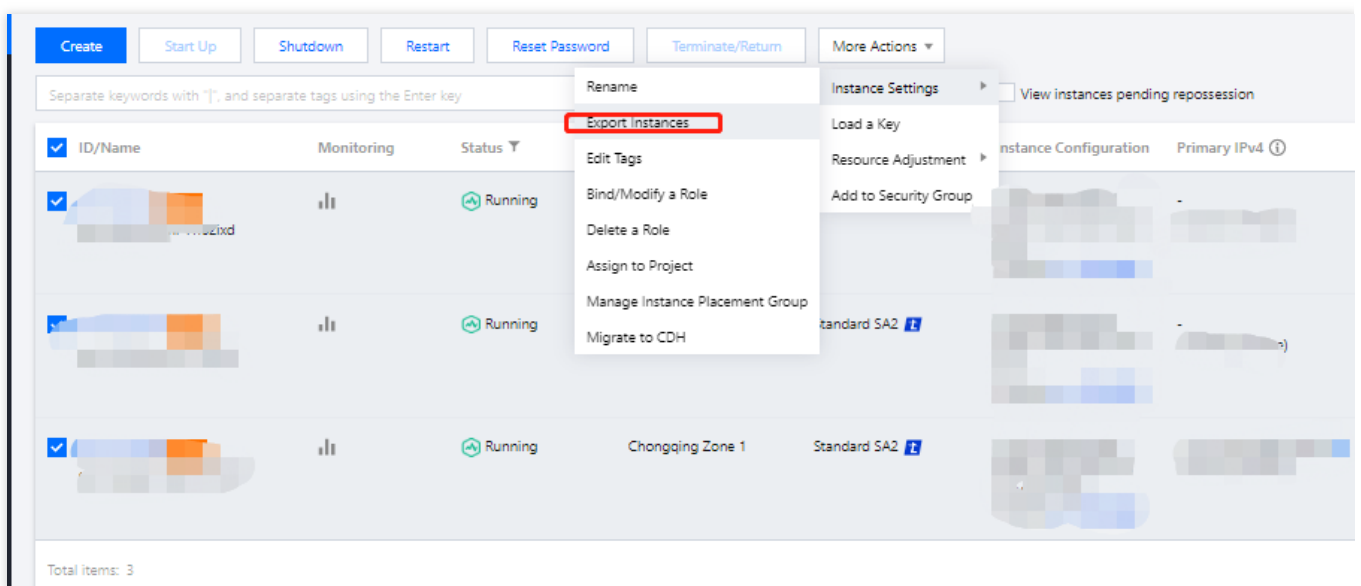 Create Start Up Shutdown Restart Reset Password Terminate/Return More Actions
Separate keywords with "|", and separate tags using the Enter key
Rename
Export Instances
Edit Tags
Bind/Modify a Role
Delete a Role
Assign to Project
Manage Instance Placement Group
Migrate to CDH
Instance Settings
Load a Key
Resource Adjustment
Add to Security Group
View instances pending repossession
ID/Name Monitoring Status Configuration Primary IPv4
Running
-
Running Standard SA2
-
Running Chongqing Zone 1 Standard SA2
Total items: 3